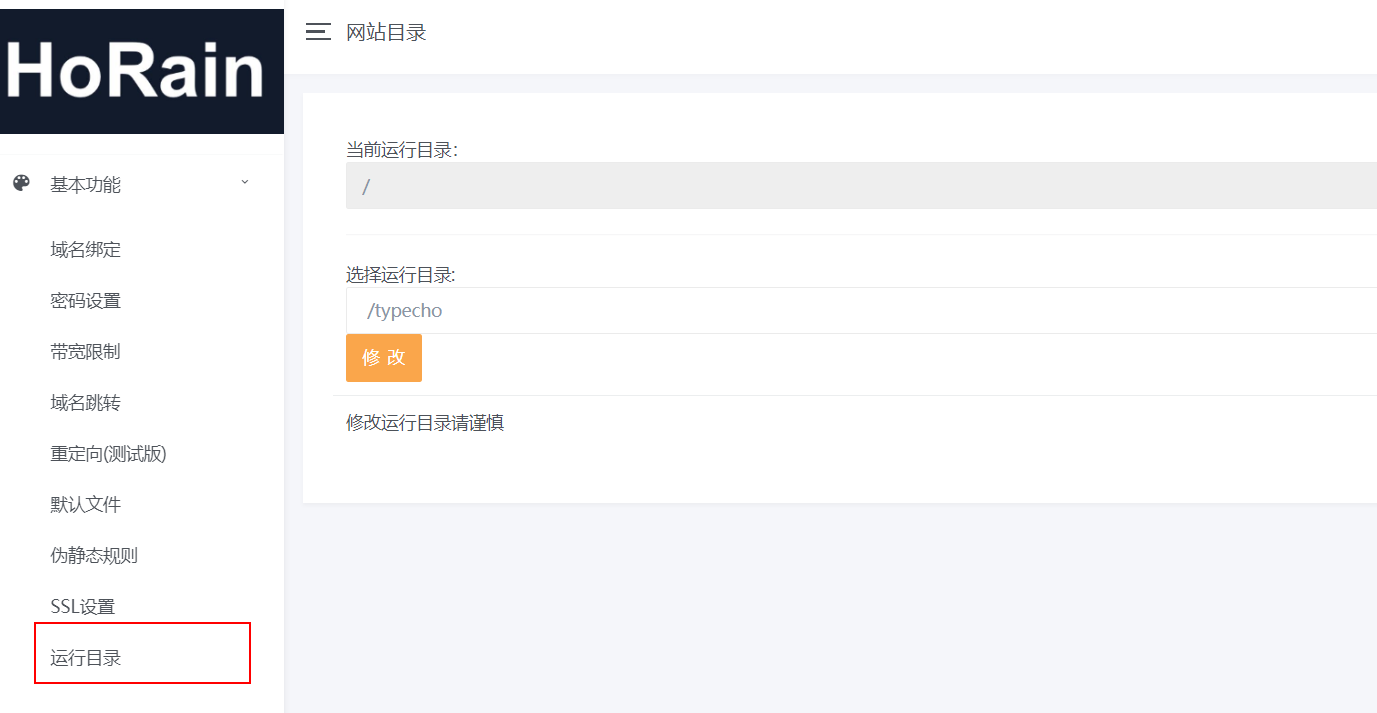 HoRain
基本功能
域名绑定
密码设置
带宽限制
域名跳转
重定向(测试版)
默认文件
伪静态规则
SSL设置
运行目录
网站目录
当前运行目录:
/
选择运行目录:
/typecho
修 改
修改运行目录请谨慎